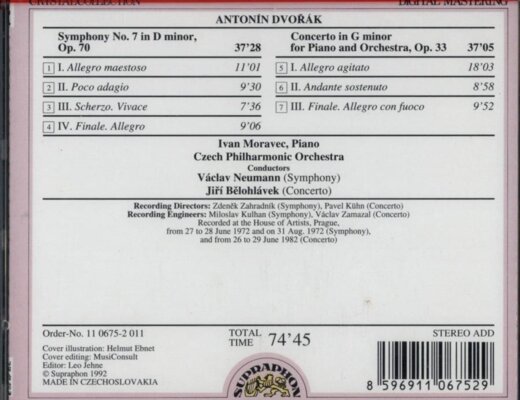 CRYSTAL COLLECTION DIGITAL MASTERING
ANTONÍN DVOŘÁK
Symphony No. 7 in D minor,
Op. 70 37'28
1 I. Allegro maestoso 11'01
2 II. Poco adagio 9'30
3 III. Scherzo. Vivace 7'36
4 IV. Finale. Allegro 9'06
Concerto in G minor
for Piano and Orchestra, Op. 33 37'05
5 I. Allegro agitato 18'03
6 II. Andante sostenuto 8'58
7 III. Finale. Allegro con fuoco 9'52
Ivan Moravec, Piano
Czech Philharmonic Orchestra
Conductors
Václav Neumann (Symphony)
Jiří Bělohlávek (Concerto)
Recording Directors: Zdeněk Zahradník (Symphony), Pavel Kühn (Concerto)
Recording Engineers: Miloslav Kulhan (Symphony), Václav Zamazal (Concerto)
Recorded at the House of Artists, Prague,
from 27 to 28 June 1972 and on 31 Aug. 1972 (Symphony),
and from 26 to 29 June 1982 (Concerto)
Order-No. 11 0675-2 011
TOTAL TIME 74'45
STEREO ADD
Cover illustration: Helmut Ebnet
Cover editing: MusiConsult
Editor: Leo Jehne
© Supraphon 1992
MADE IN CZECHOSLOVAKIA
SUPRAPHON
8 596911 067529